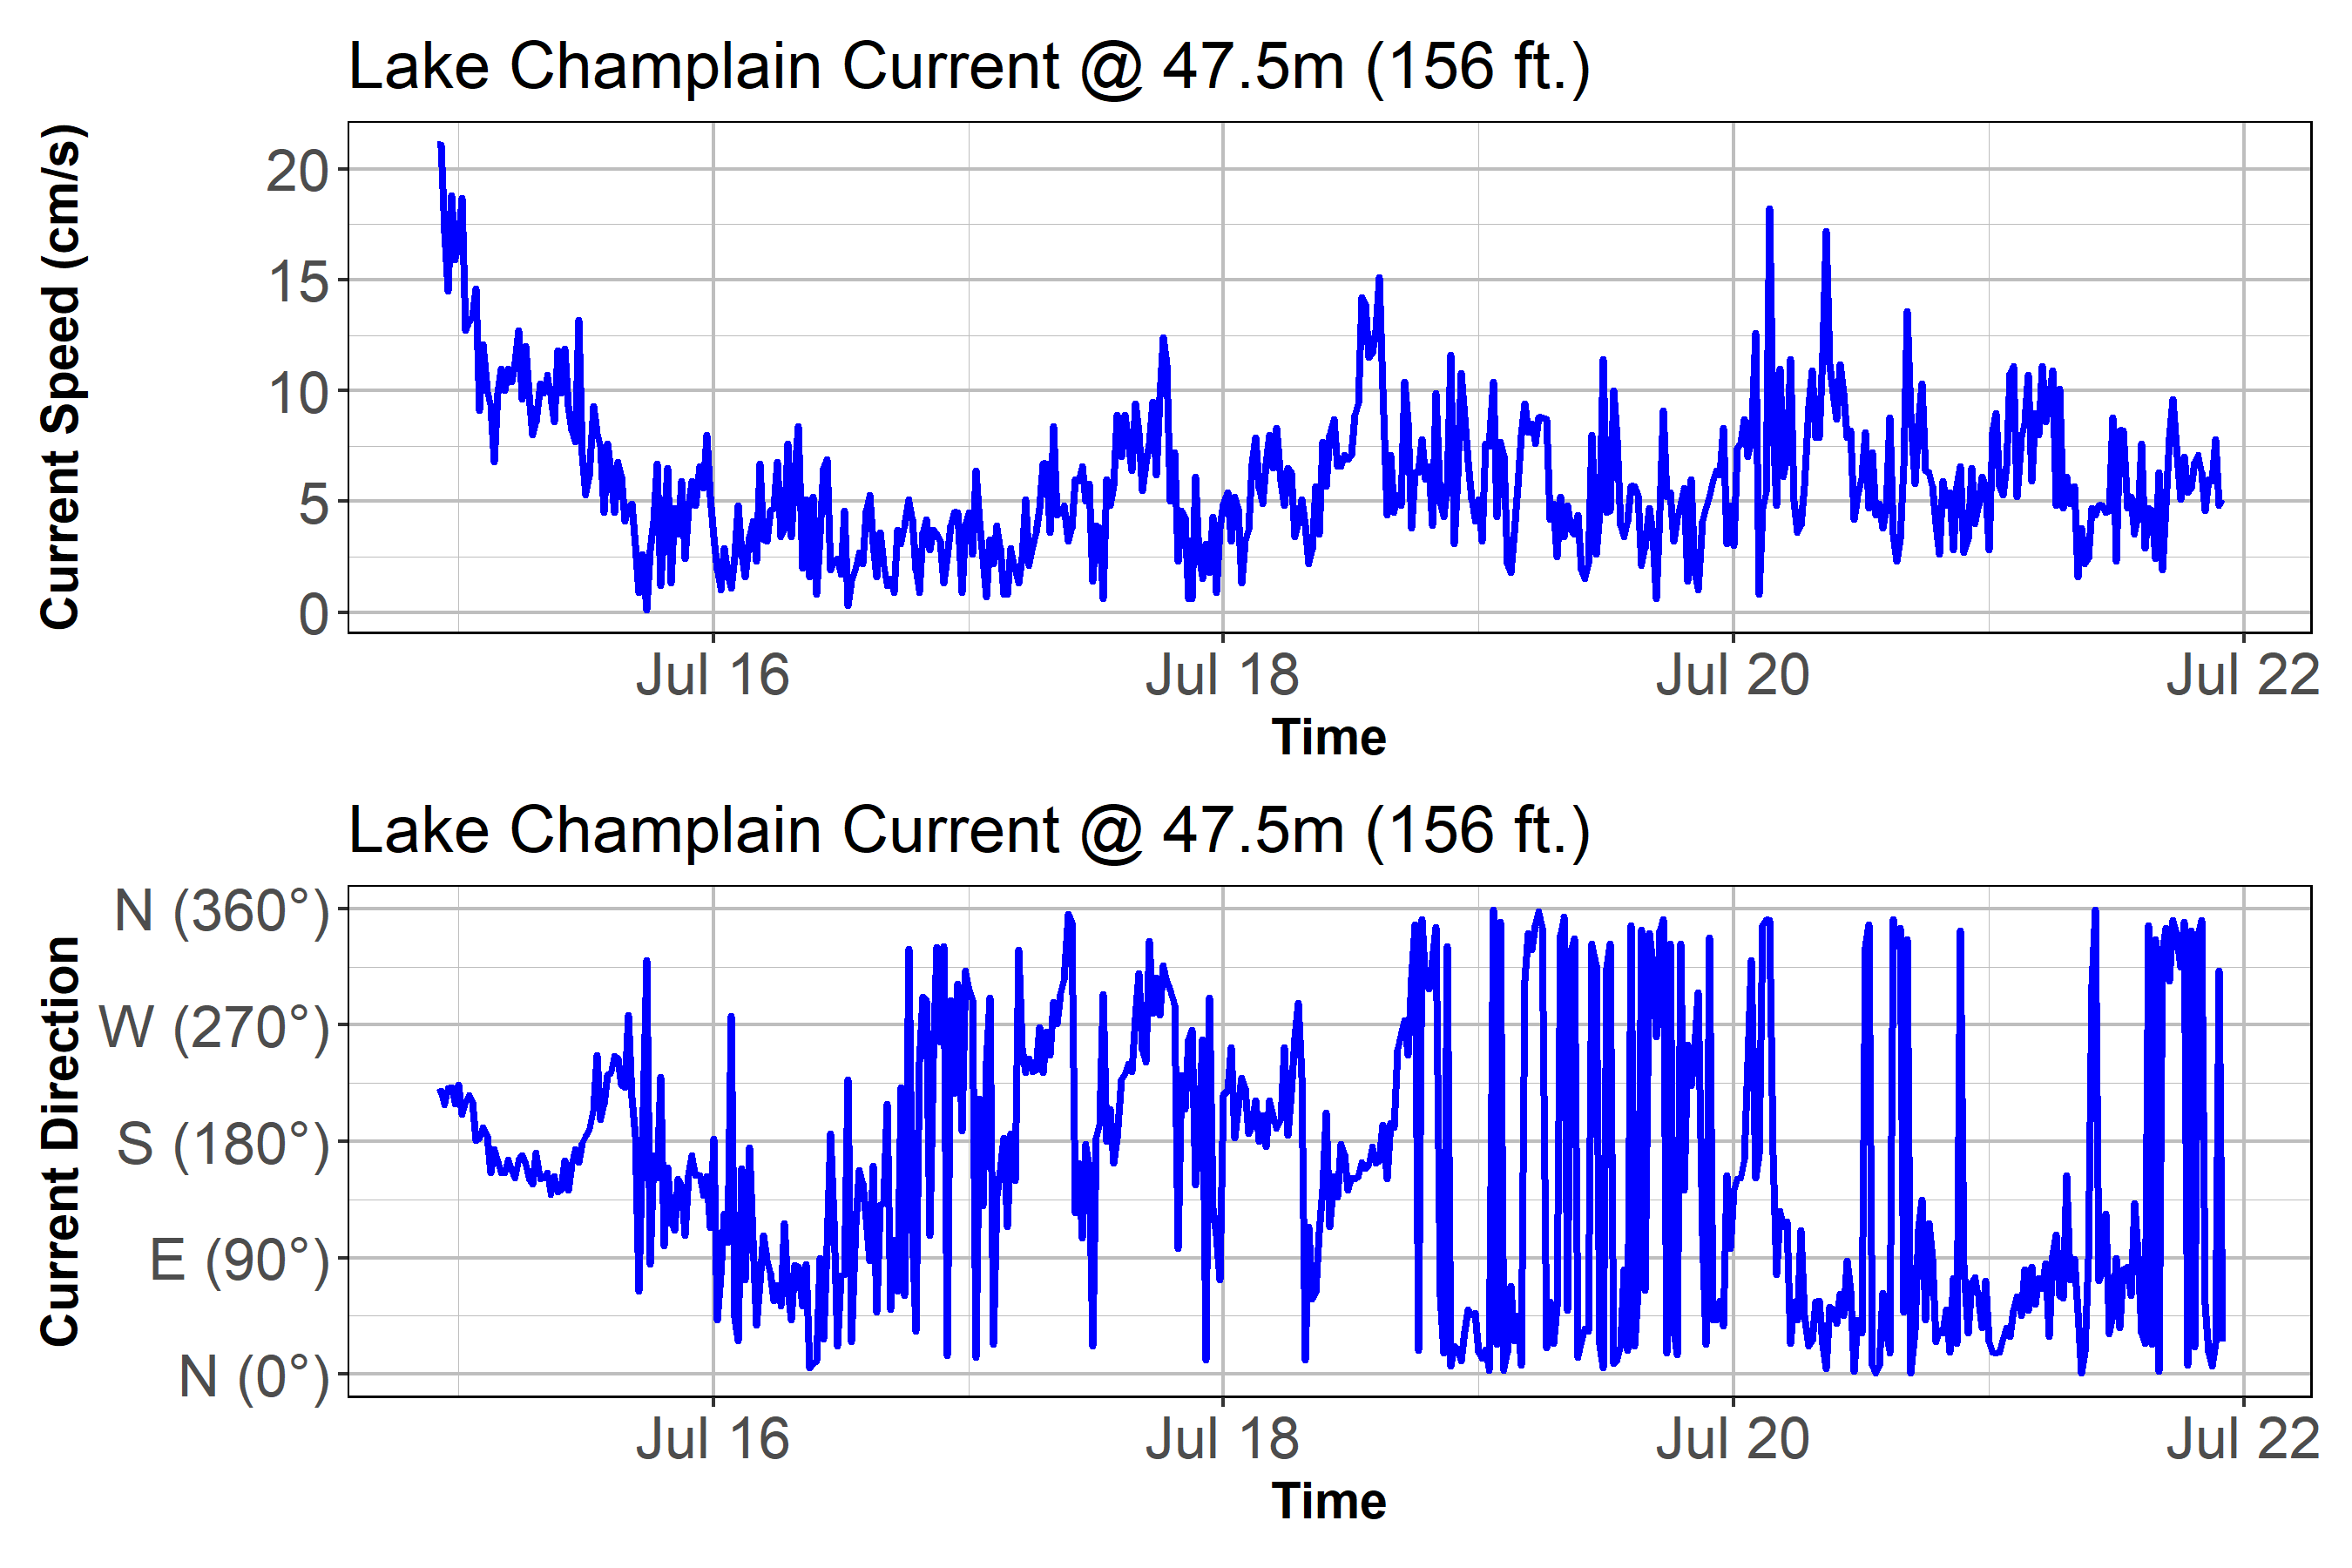 Lake Champlain Current @ 47.5m (156 ft.)
Current Speed (cm/s)
20
15
10
5
0
Jul 16 Jul 18 Jul 20 Jul 22
Time
Lake Champlain Current @ 47.5m (156 ft.)
Current Direction
N (360°)
W (270°)
S (180°)
E (90°)
N (0°)
Jul 16 Jul 18 Jul 20 Jul 22
Time